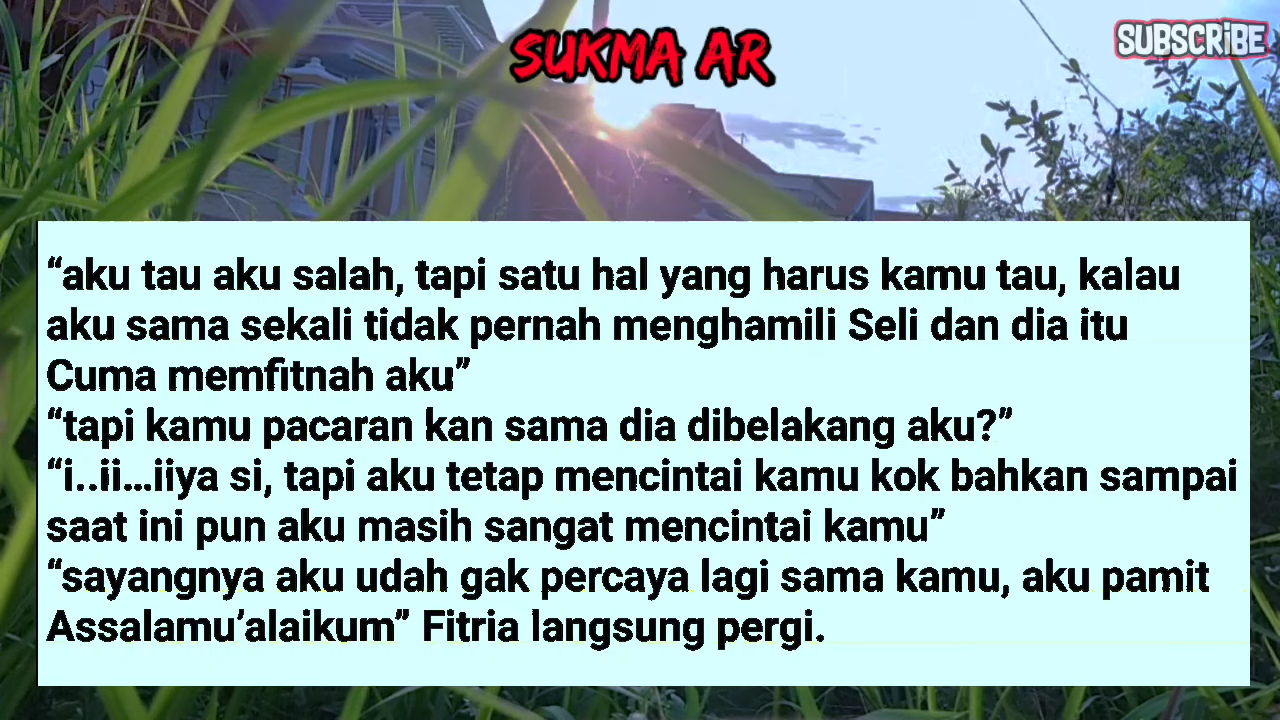 SUKMA AR
SUBSCRiBE
“aku tau aku salah, tapi satu hal yang harus kamu tau, kalau
aku sama sekali tidak pernah menghamili Seli dan dia itu
Cuma memfitnah aku”
“tapi kamu pacaran kan sama dia dibelakang aku?”
“i..ii...iiya si, tapi aku tetap mencintai kamu kok bahkan sampai
saat ini pun aku masih sangat mencintai kamu”
“sayangnya aku udah gak percaya lagi sama kamu, aku pamit
Assalamu’alaikum” Fitria langsung pergi.